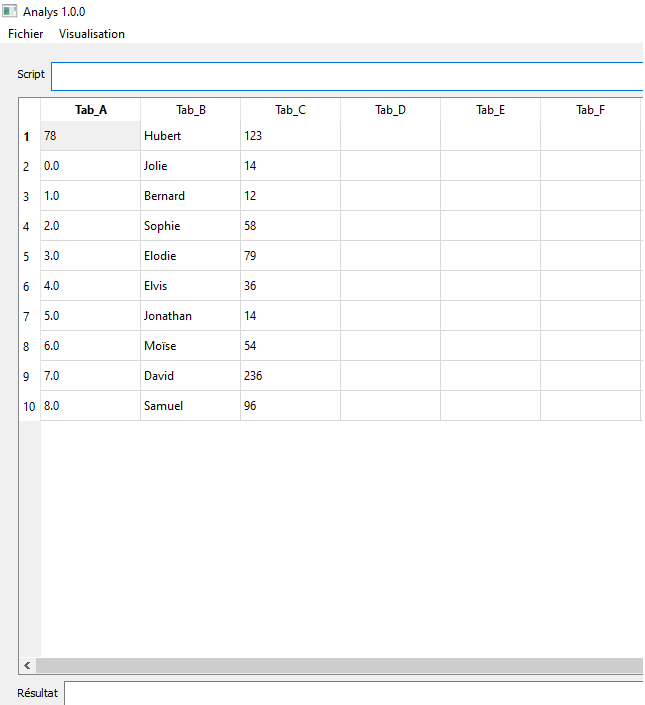 Analys 1.0.0
Fichier Visualisation
Script
Tab_A Tab_B Tab_C Tab_D Tab_E Tab_F
1 78 Hubert 123
2 0.0 Jolie 14
3 1.0 Bernard 12
4 2.0 Sophie 58
5 3.0 Elodie 79
6 4.0 Elvis 36
7 5.0 Jonathan 14
8 6.0 Moïse 54
9 7.0 David 236
10 8.0 Samuel 96
Résultat